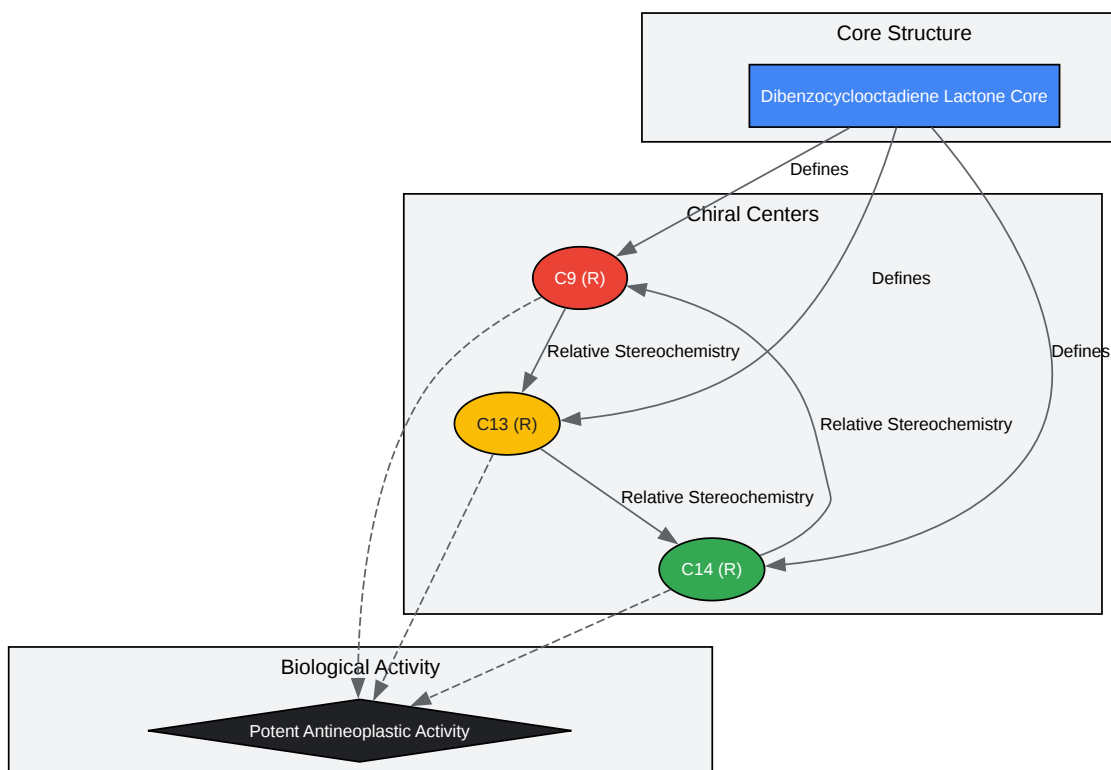 Core Structure
Dibenzocyclooctadiene Lactone Core
Defines
Chiral Centers
C9 (R)
Defines
Relative Stereochemistry
Defines
C13 (R)
Relative Stereochemistry
Relative Stereochemistry
C14 (R)
Biological Activity
Potent Antineoplastic Activity